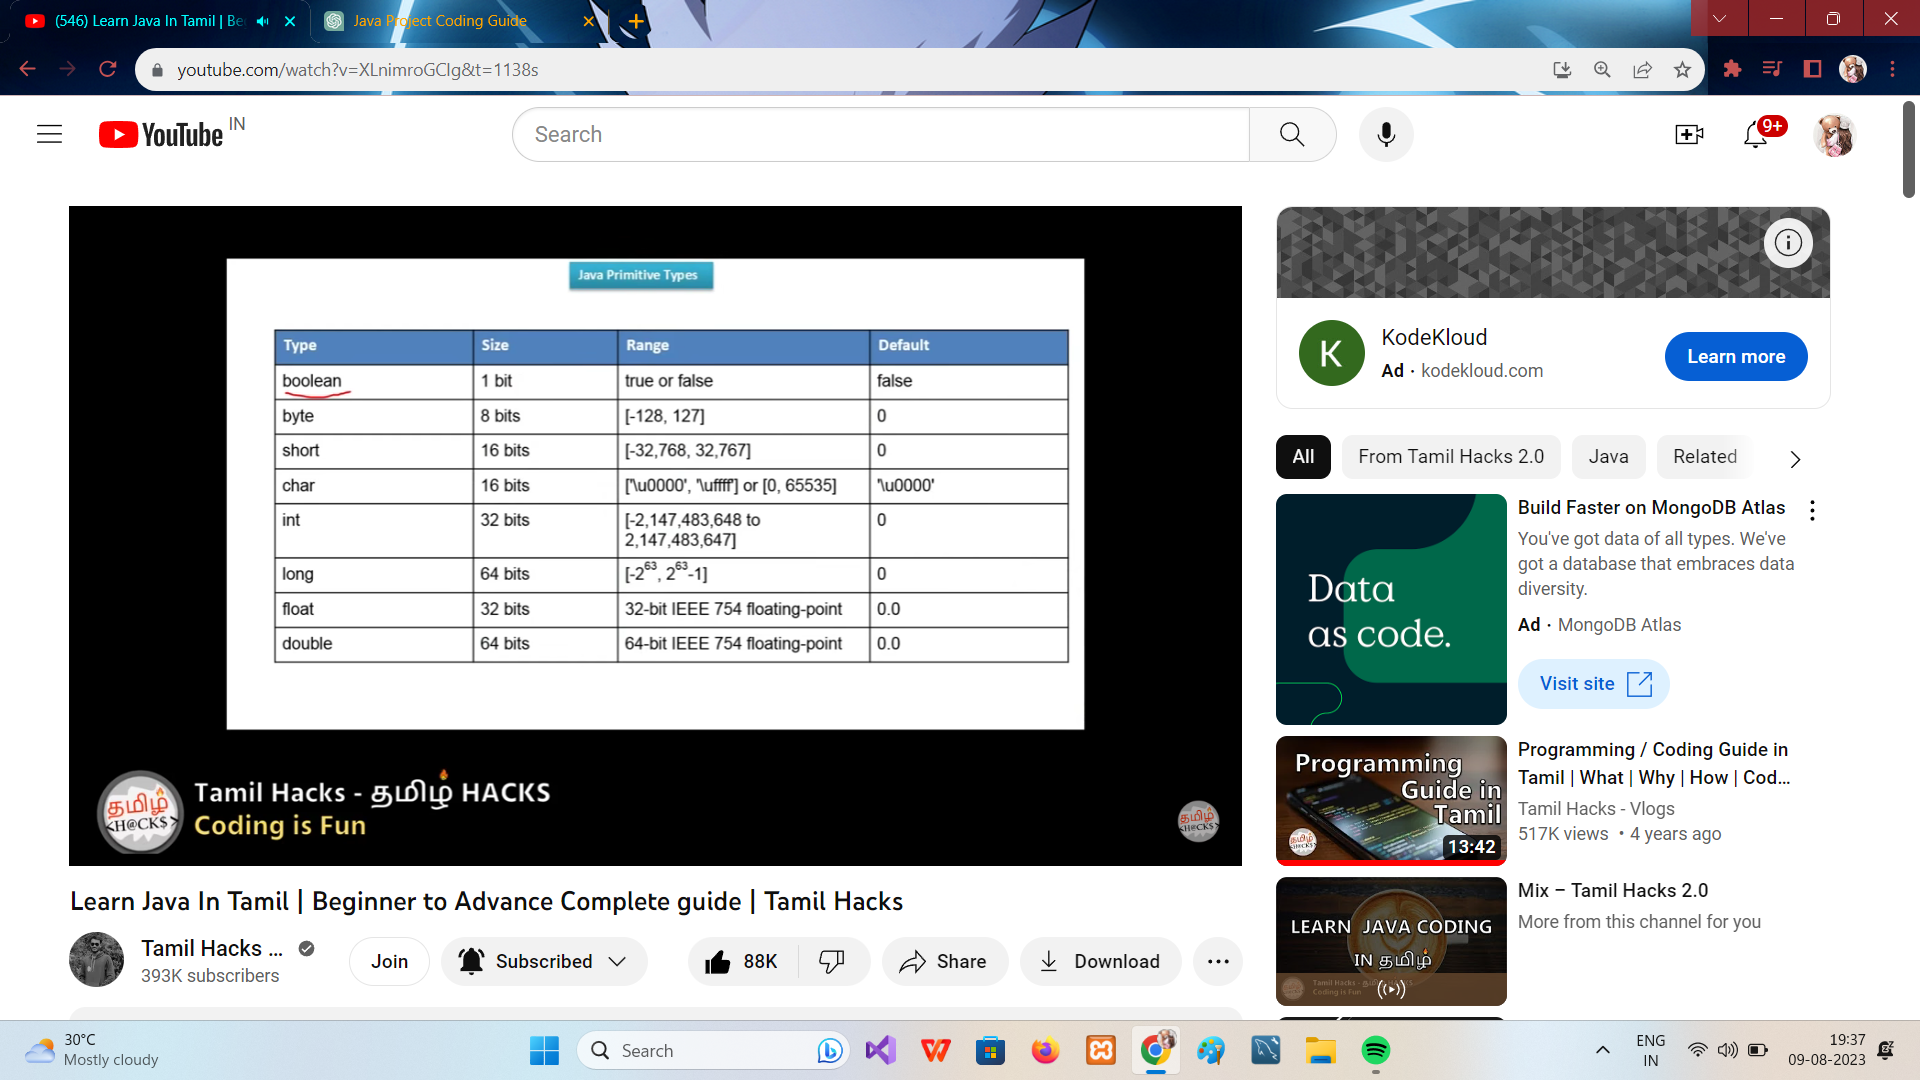 (546) Learn Java In Tamil | Be
Java Project Coding Guide
youtube.com/watch?v=XLnimroGCIg&t=1138s
YouTube IN
Search
9+
Java Primitive Types
Type Size Range Default
boolean 1 bit true or false false
byte 8 bits [-128, 127] 0
short 16 bits [-32,768, 32,767] 0
char 16 bits ['\u0000', '\uffff'] or [0, 65535] '\u0000'
int 32 bits [-2,147,483,648 to 0
2,147,483,647]
long 64 bits [-2⁶³, 2⁶³-1] 0
float 32 bits 32-bit IEEE 754 floating-point 0.0
double 64 bits 64-bit IEEE 754 floating-point 0.0
தமிழ்
<H@CK$>
Tamil Hacks - தமிழ் HACKS
Coding is Fun
தமிழ்
<H@CK$>
Learn Java In Tamil | Beginner to Advance Complete guide | Tamil Hacks
Tamil Hacks ...
393K subscribers
Join
Subscribed
88K
Share
Download
K
KodeKloud
Ad · kodekloud.com
Learn more
All
From Tamil Hacks 2.0
Java
Related
Data
as code.
Build Faster on MongoDB Atlas
You've got data of all types. We've
got a database that embraces data
diversity.
Ad · MongoDB Atlas
Visit site
Programming
Guide in
Tamil
13:42
Programming / Coding Guide in
Tamil | What | Why | How | Cod...
Tamil Hacks - Vlogs
517K views • 4 years ago
LEARN JAVA CODING
IN தமிழ்
Coding is Fun
Mix – Tamil Hacks 2.0
More from this channel for you
30°C
Mostly cloudy
Search
ENG
IN
19:37
09-08-2023